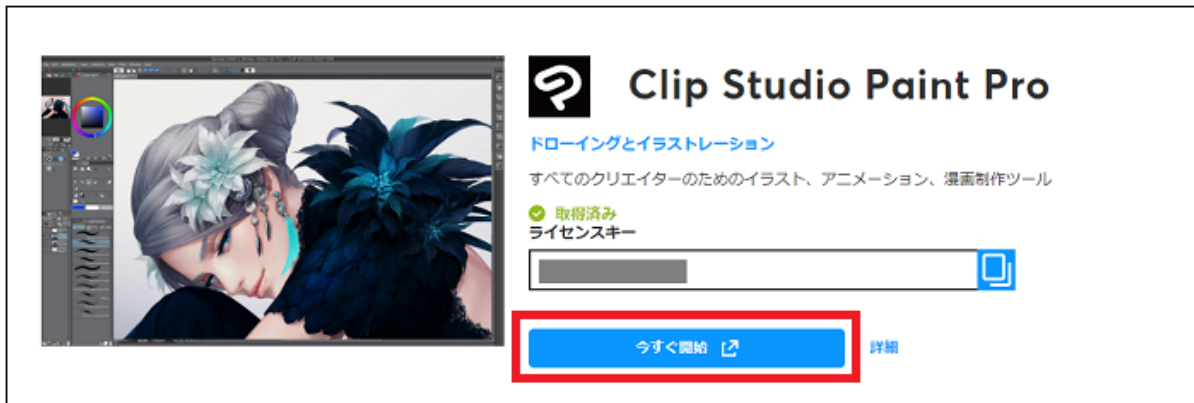 Clip Studio Paint Pro
ドローイングとイラストレーション
すべてのクリエイターのためのイラスト、アニメーション、漫画制作ツール
取得済み
ライセンスキー
今すぐ開始
詳細